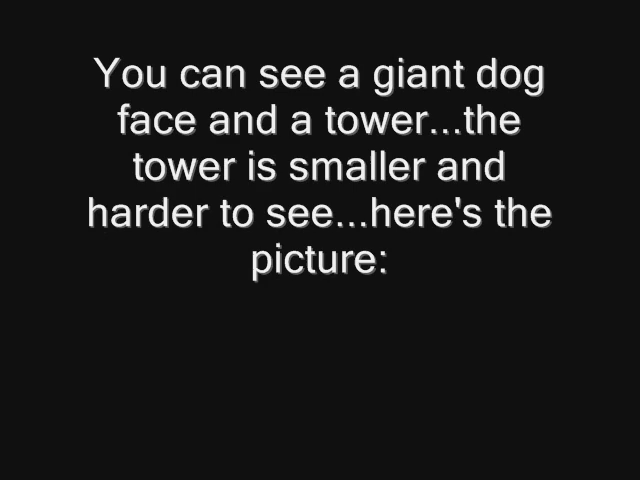 You can see a giant dog
face and a tower...the
tower is smaller and
harder to see...here's the
picture: